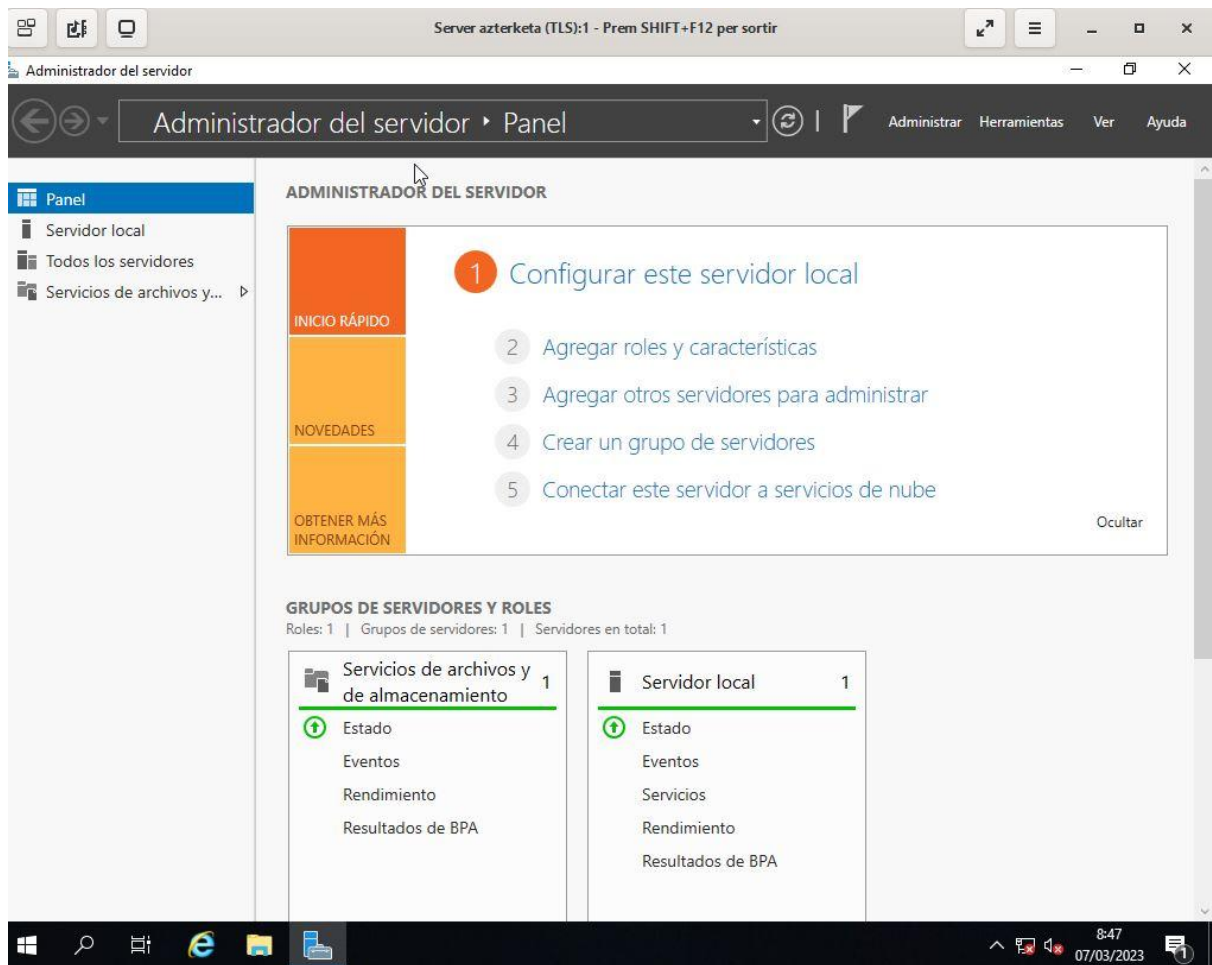 Server azterketa (TLS):1 - Prem SHIFT+F12 per sortir
Administrador del servidor
Administrador del servidor ‣ Panel
Administrar Herramientas Ver Ayuda
Panel
Servidor local
Todos los servidores
Servicios de archivos y...
ADMINISTRADOR DEL SERVIDOR
INICIO RÁPIDO
NOVEDADES
OBTENER MÁS
INFORMACIÓN
1 Configurar este servidor local
2 Agregar roles y características
3 Agregar otros servidores para administrar
4 Crear un grupo de servidores
5 Conectar este servidor a servicios de nube
Ocultar
GRUPOS DE SERVIDORES Y ROLES
Roles: 1 | Grupos de servidores: 1 | Servidores en total: 1
Servicios de archivos y
de almacenamiento 1
Estado
Eventos
Rendimiento
Resultados de BPA
Servidor local 1
Estado
Eventos
Servicios
Rendimiento
Resultados de BPA
8:47
07/03/2023
1